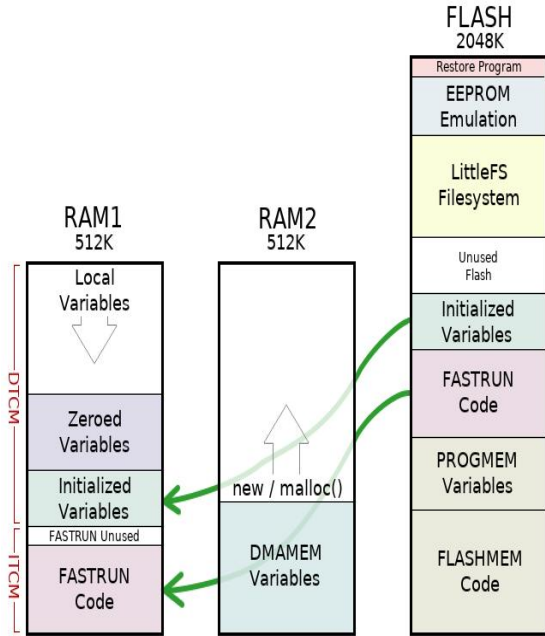 FLASH
2048K
Restore Program
EEPROM
Emulation
LittleFS
Filesystem
Unused
Flash
Initialized
Variables
FASTRUN
Code
PROGMEM
Variables
FLASHMEM
Code
RAM1
512K
Local
Variables
Zeroed
Variables
Initialized
Variables
FASTRUN Unused
FASTRUN
Code
DTCM
ITCM
RAM2
512K
new / malloc()
DMAMEM
Variables